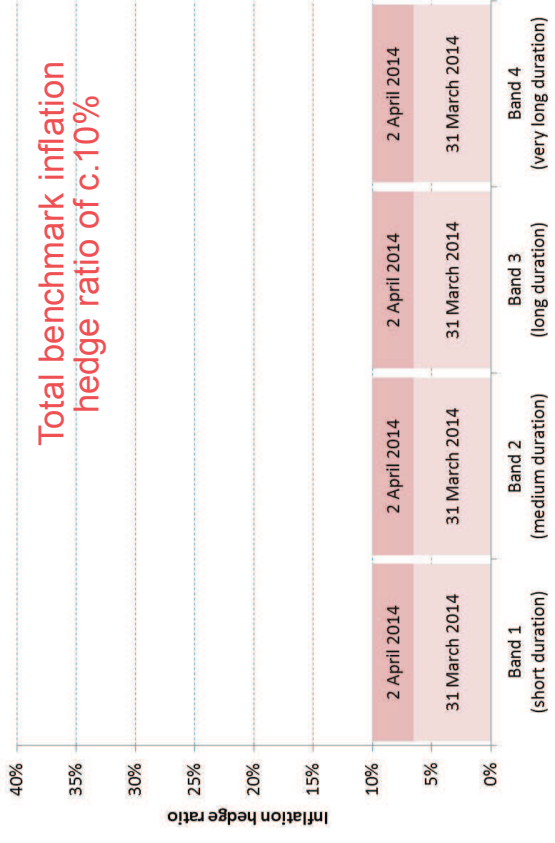 Total benchmark inflation
hedge ratio of c.10%
Inflation hedge ratio
40%
35%
30%
25%
20%
15%
10%
5%
0%
2 April 2014
31 March 2014
2 April 2014
31 March 2014
2 April 2014
31 March 2014
2 April 2014
31 March 2014
Band 1
(short duration)
Band 2
(medium duration)
Band 3
(long duration)
Band 4
(very long duration)